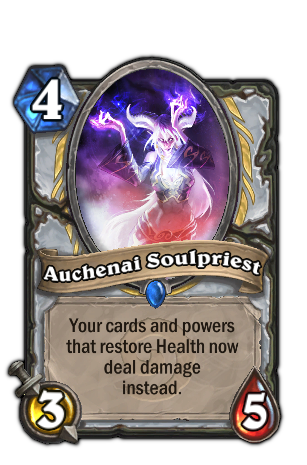 4
Auchenai Soulpriest
Your cards and powers
that restore Health now
deal damage
instead.
3
5